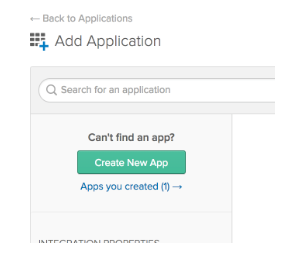 ← Back to Applications
Add Application
Search for an application
Can't find an app?
Create New App
Apps you created (1) →
INTEGRATION PROPERTIES